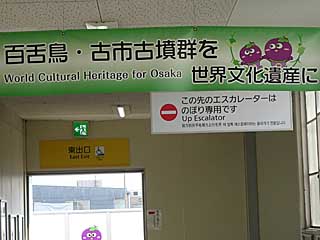 百舌鳥・古市古墳群を
World Cultural Heritage for Osaka
世界文化遺産に
この先のエスカレーターは
のぼり専用です
Up Escalator
東出口
East Exit